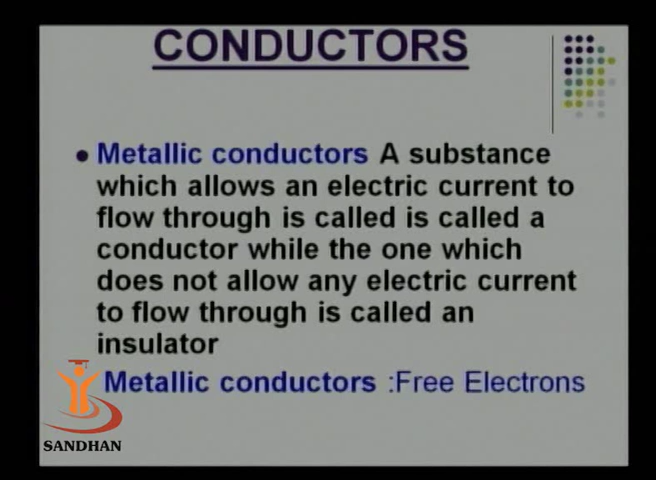 CONDUCTORS
• Metallic conductors A substance
which allows an electric current to
flow through is called is called a
conductor while the one which
does not allow any electric current
to flow through is called an
insulator
Metallic conductors :Free Electrons
SANDHAN